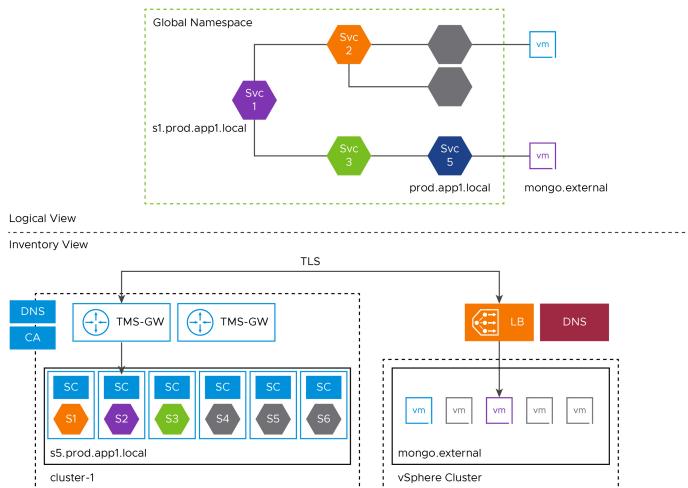 Global Namespace
Svc
2
vm
Svc
1
s1.prod.app1.local
Svc
3
Svc
5
vm
prod.app1.local
mongo.external
Logical View
Inventory View
TLS
DNS
CA
TMS-GW
TMS-GW
LB
DNS
SC
SC
SC
SC
SC
SC
S1
S2
S3
S4
S5
S6
vm
vm
vm
vm
vm
s5.prod.app1.local
mongo.external
cluster-1
vSphere Cluster